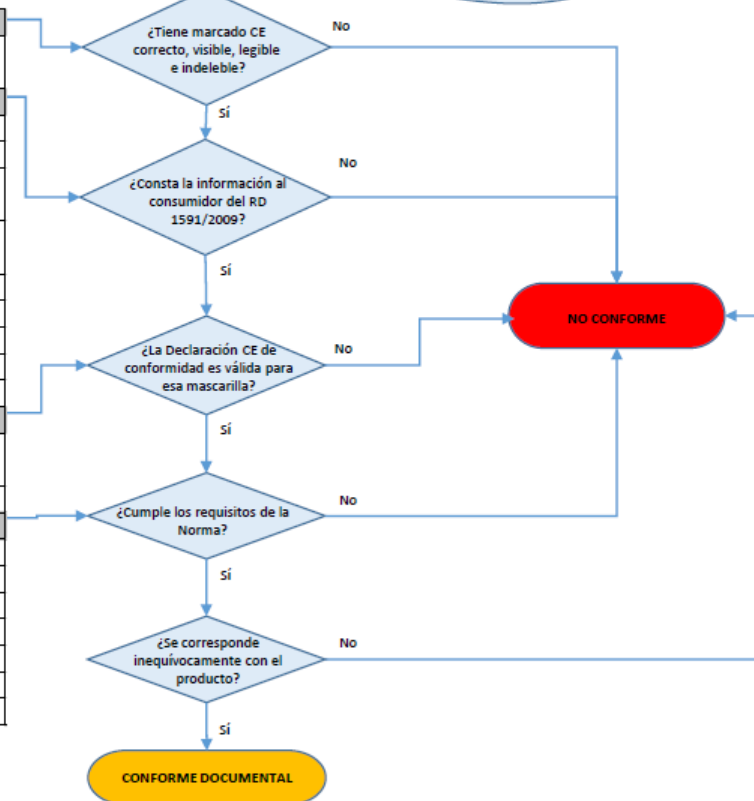 ¿Tiene marcado CE
correcto, visible, legible
e indeleble?
No
Sí
¿Consta la información al
consumidor del RD
1591/2009?
No
Sí
NO CONFORME
¿La Declaración CE de
conformidad es válida para
esa mascarilla?
No
Sí
¿Cumple los requisitos de la
Norma?
No
Sí
¿Se corresponde
inequívocamente con el
producto?
No
Sí
CONFORME DOCUMENTAL